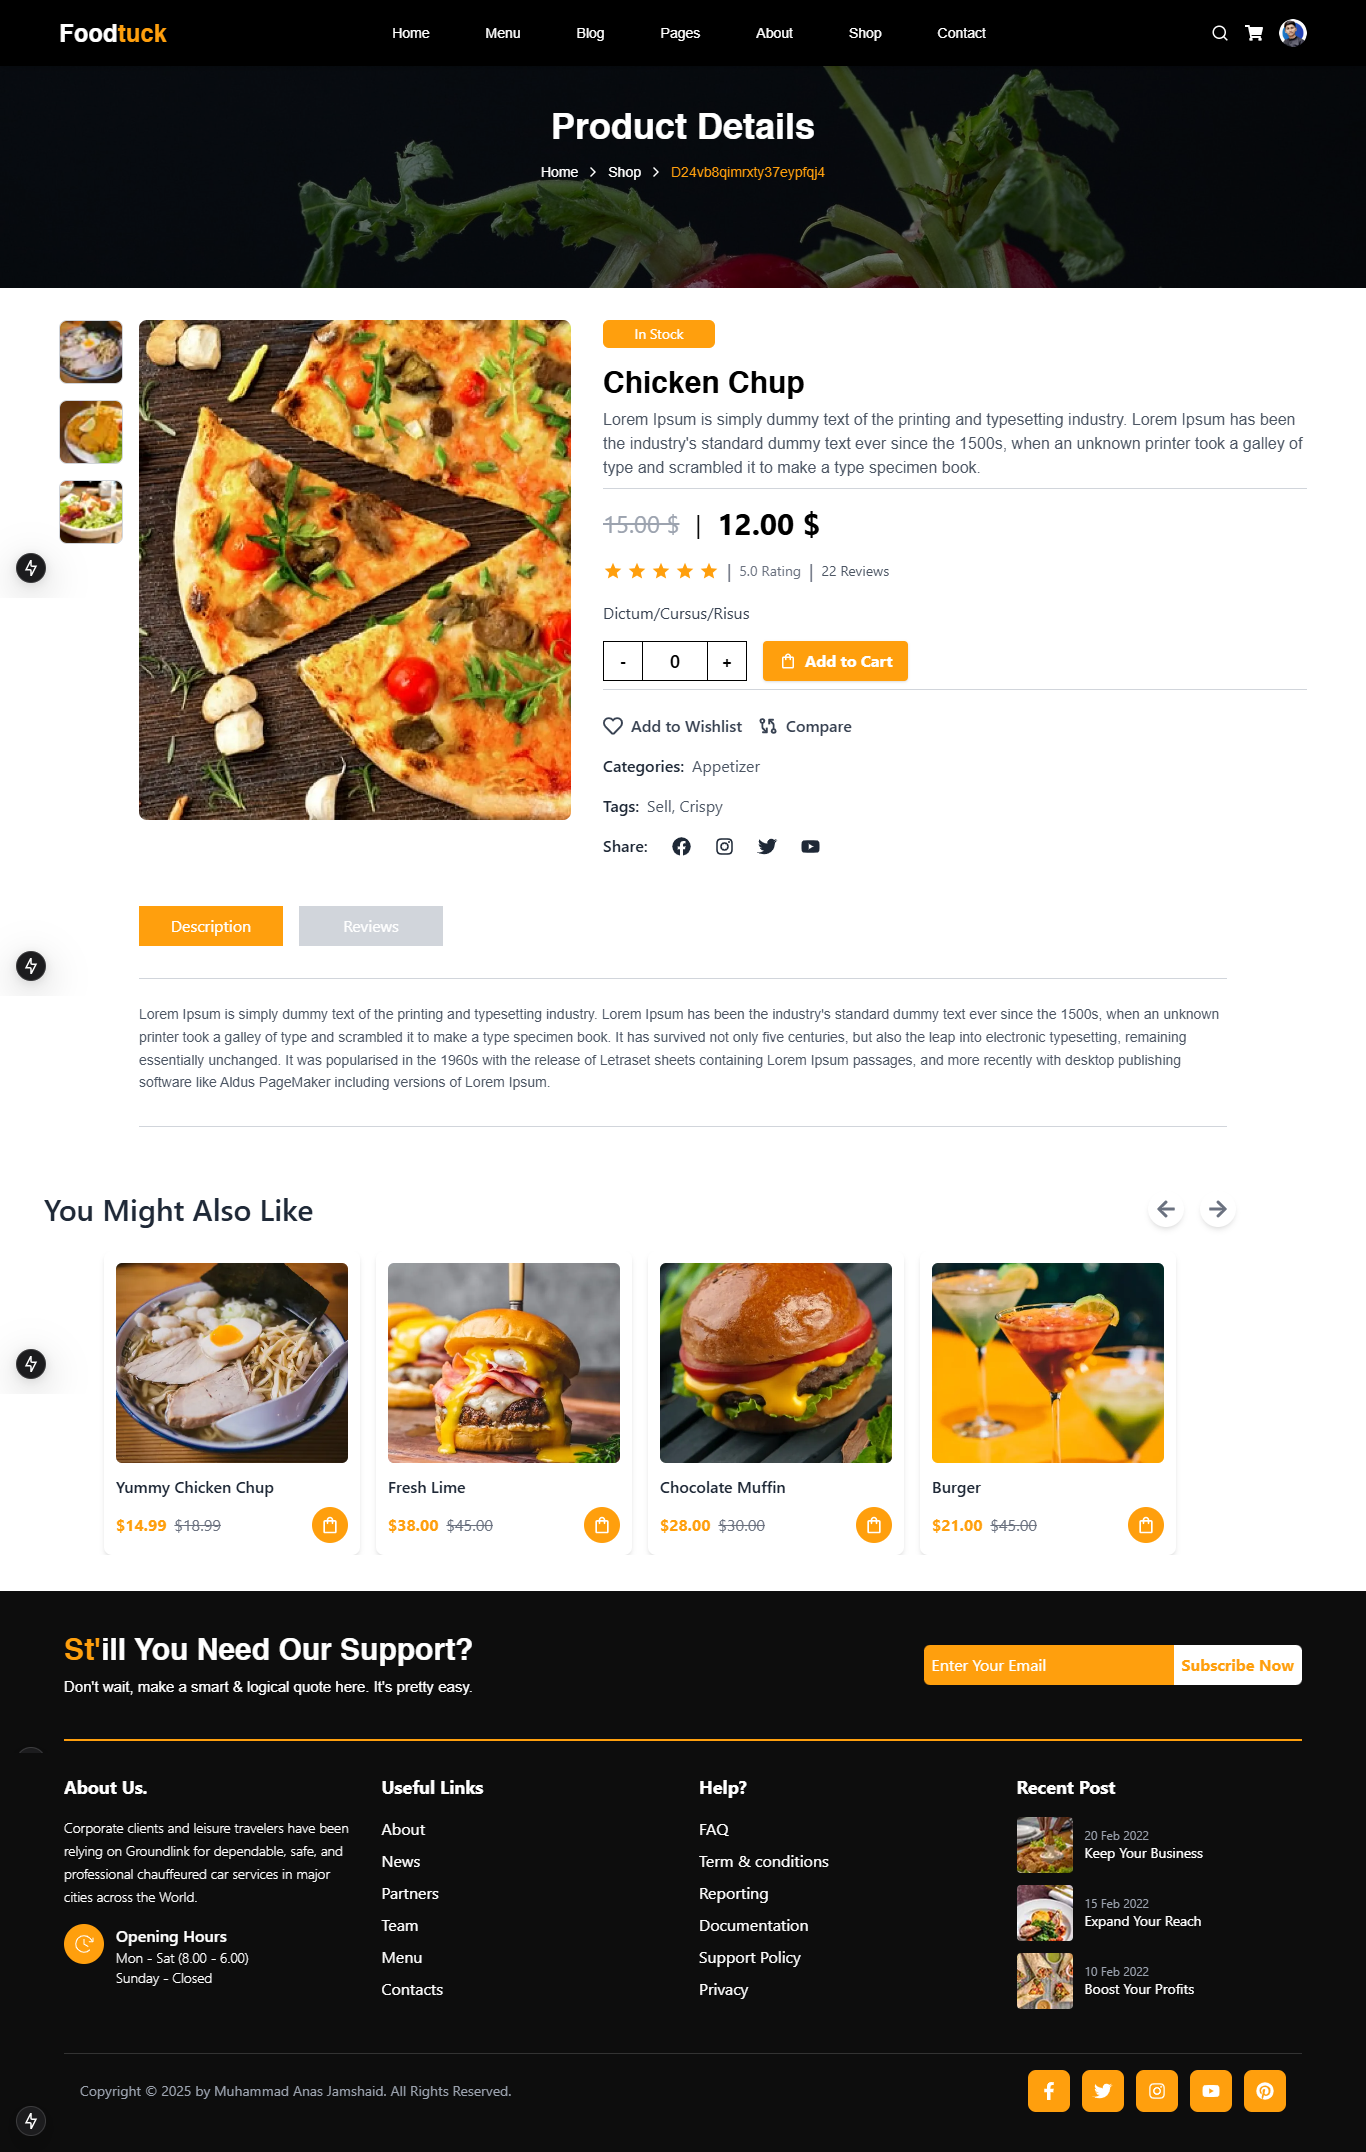 Foodtuck
Home Menu Blog Pages About Shop Contact
Product Details
Home > Shop > D24vb8qimrxty37eypfqj4
In Stock
Chicken Chup
Lorem Ipsum is simply dummy text of the printing and typesetting industry. Lorem Ipsum has been
the industry's standard dummy text ever since the 1500s, when an unknown printer took a galley of
type and scrambled it to make a type specimen book.
15.00 $ | 12.00 $
| 5.0 Rating | 22 Reviews
Dictum/Cursus/Risus
- 0 + Add to Cart
Add to Wishlist Compare
Categories: Appetizer
Tags: Sell, Crispy
Share:
Description Reviews
Lorem Ipsum is simply dummy text of the printing and typesetting industry. Lorem Ipsum has been the industry's standard dummy text ever since the 1500s, when an unknown
printer took a galley of type and scrambled it to make a type specimen book. It has survived not only five centuries, but also the leap into electronic typesetting, remaining
essentially unchanged. It was popularised in the 1960s with the release of Letraset sheets containing Lorem Ipsum passages, and more recently with desktop publishing
software like Aldus PageMaker including versions of Lorem Ipsum.
You Might Also Like
Yummy Chicken Chup
$14.99 $18.99
Fresh Lime
$38.00 $45.00
Chocolate Muffin
$28.00 $30.00
Burger
$21.00 $45.00
St'ill You Need Our Support?
Don't wait, make a smart & logical quote here. It's pretty easy.
Enter Your Email Subscribe Now
About Us.
Corporate clients and leisure travelers have been
relying on Groundlink for dependable, safe, and
professional chauffeured car services in major
cities across the World.
Opening Hours
Mon - Sat (8.00 - 6.00)
Sunday - Closed
Useful Links
About
News
Partners
Team
Menu
Contacts
Help?
FAQ
Term & conditions
Reporting
Documentation
Support Policy
Privacy
Recent Post
20 Feb 2022
Keep Your Business
15 Feb 2022
Expand Your Reach
10 Feb 2022
Boost Your Profits
Copyright © 2025 by Muhammad Anas Jamshaid. All Rights Reserved.